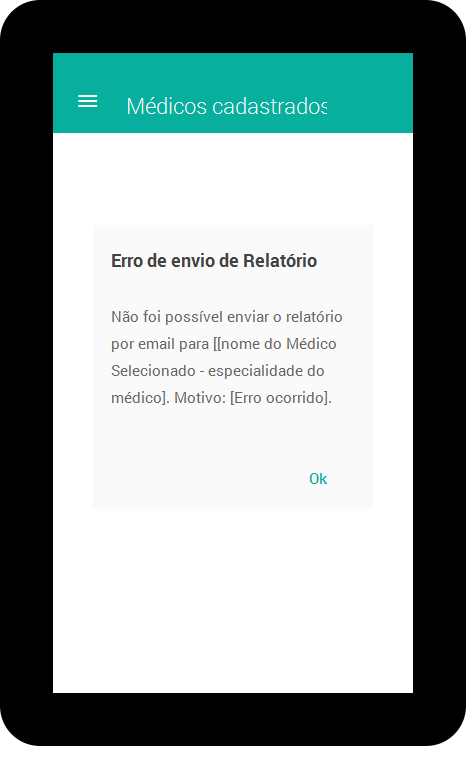 Médicos cadastrados
Erro de envio de Relatório
Não foi possível enviar o relatório
por email para [[nome do Médico
Selecionado - especialidade do
médico]. Motivo: [Erro ocorrido].
Ok